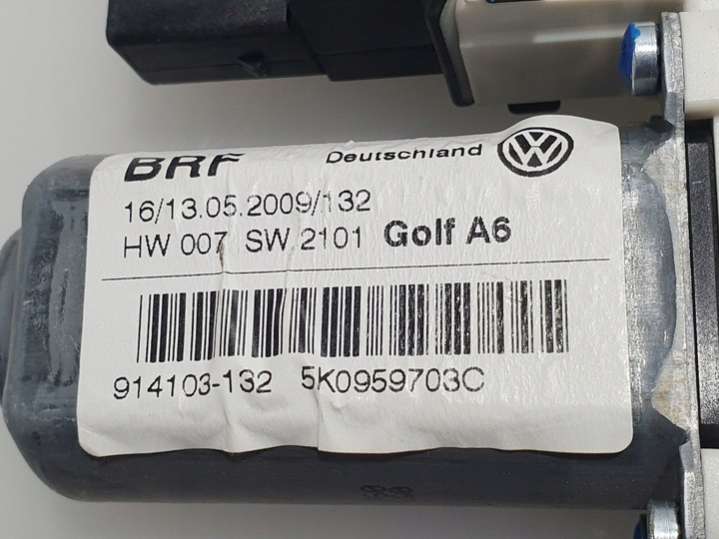 BRF Deutschland
16/13.05.2009/132
HW 007 SW 2101 Golf A6
914103-132 5K0959703C